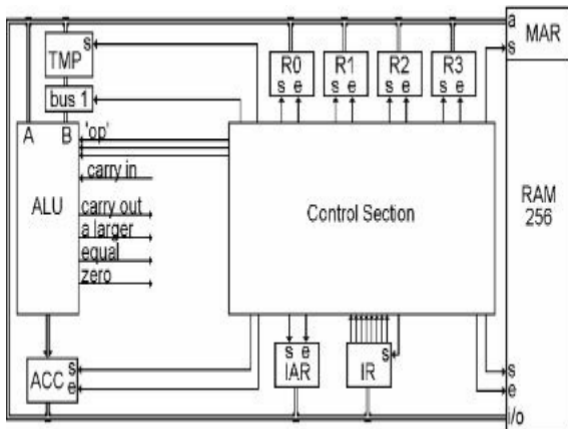 a
MAR
s
TMP
s
R0
s e
R1
s e
R2
s e
R3
s e
bus 1
A
B
'op'
carry in
ALU
carry out
a larger
equal
zero
Control Section
RAM
256
ACC
s
e
s e
IAR
s
IR
s
e
i/o